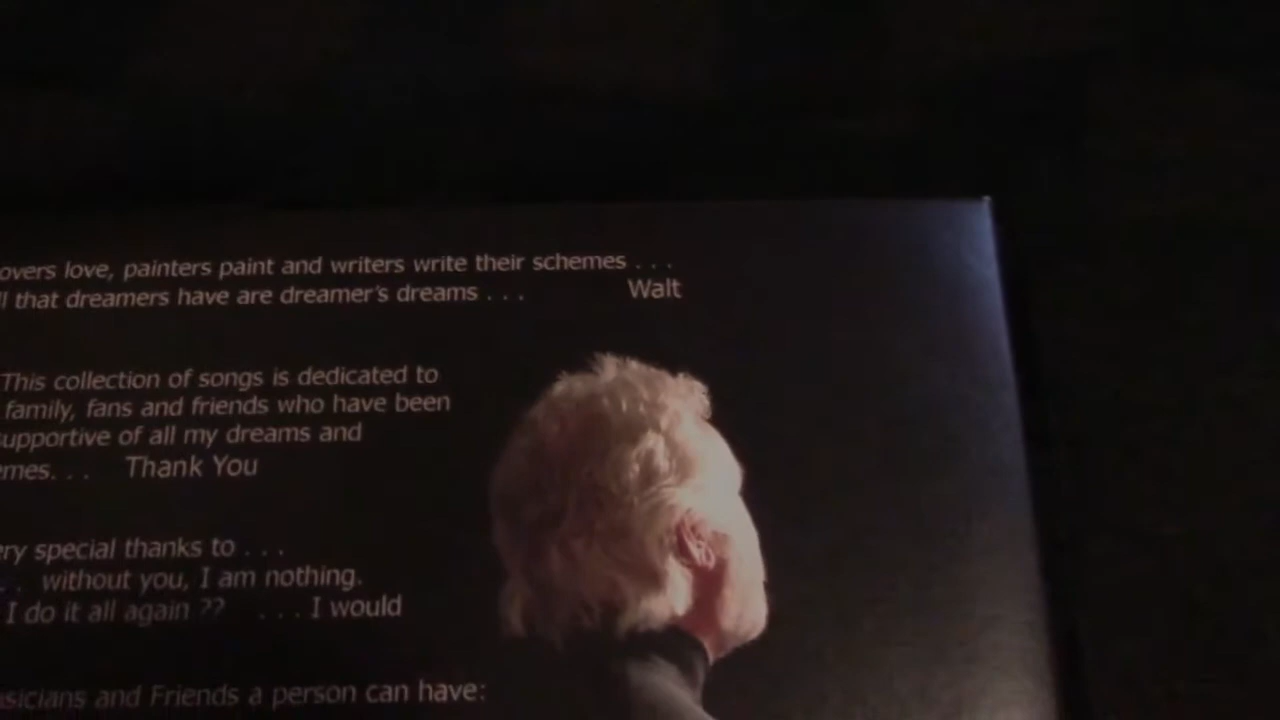 overs love, painters paint and writers write their schemes . . .
ll that dreamers have are dreamer's dreams . . . Walt
This collection of songs is dedicated to
family, fans and friends who have been
supportive of all my dreams and
emes. . . Thank You
ery special thanks to . . .
. . without you, I am nothing.
I do it all again ?? . . . I would
usicians and Friends a person can have: